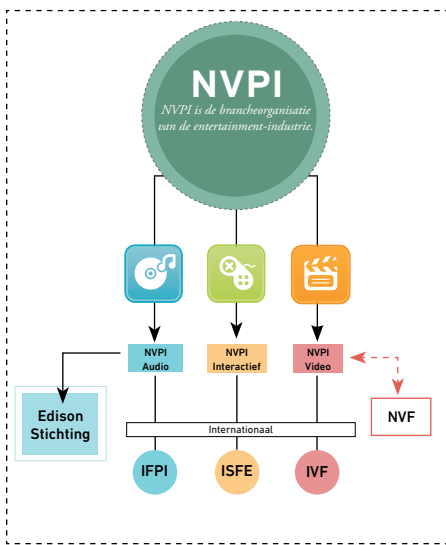 NVPI
NVPI is de brancheorganisatie
van de entertainment-industrie.
NVPI
Audio
NVPI
Interactief
NVPI
Video
Edison
Stichting
NVF
Internationaal
IFPI
ISFE
IVF